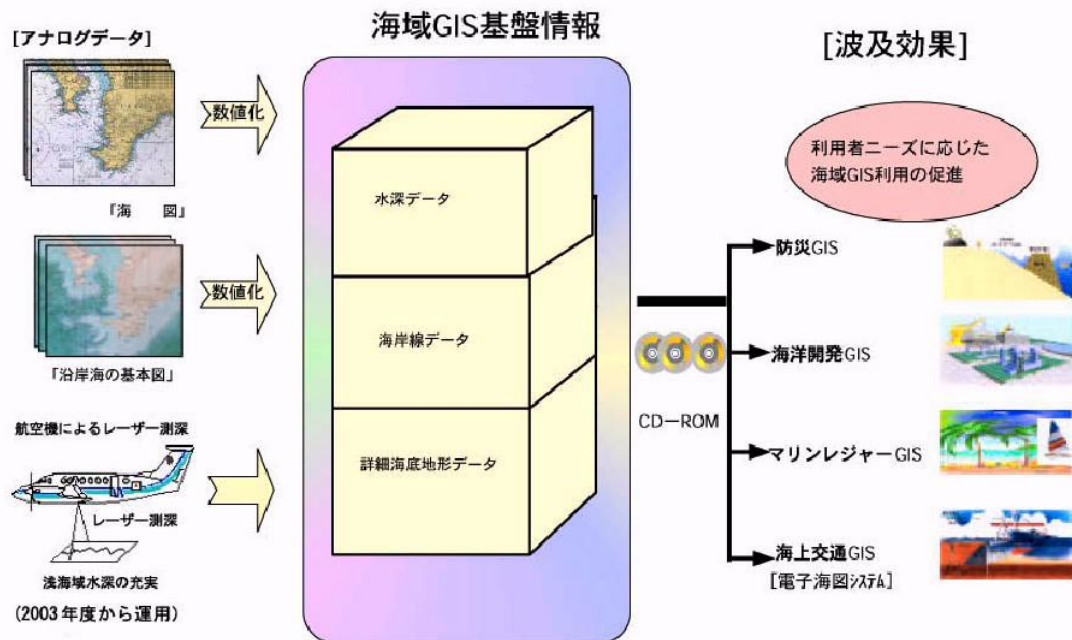 海域GIS基盤情報
[アナログデータ]
[波及効果]
数値化
『海　　図』
数値化
「沿岸海の基本図」
航空機によるレーザー測深
レーザー測深
浅海域水深の充実
(2003年度から運用)
水深データ
海岸線データ
詳細海底地形データ
CD－ROM
利用者ニーズに応じた
海域GIS利用の促進
防災GIS
海洋開発GIS
マリンレジャーGIS
海上交通GIS
[電子海図システム]